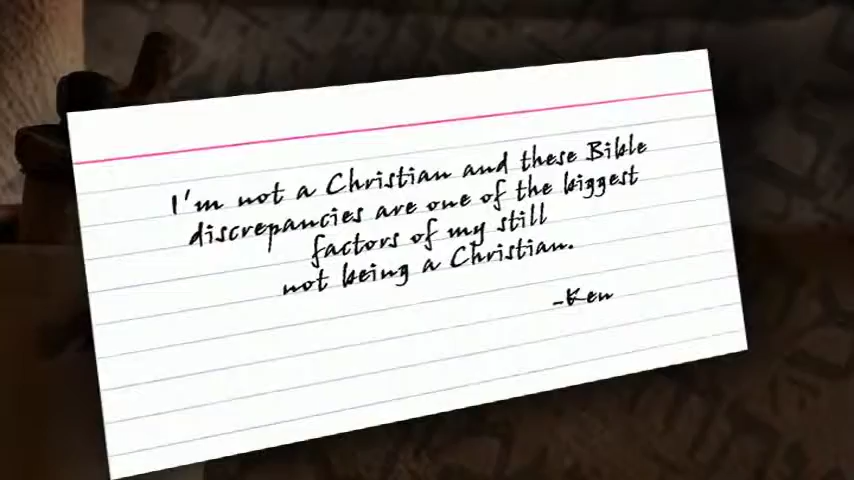 I'm not a Christian and these Bible
discrepancies are one of the biggest
factors of my still
not being a Christian.
-Ken